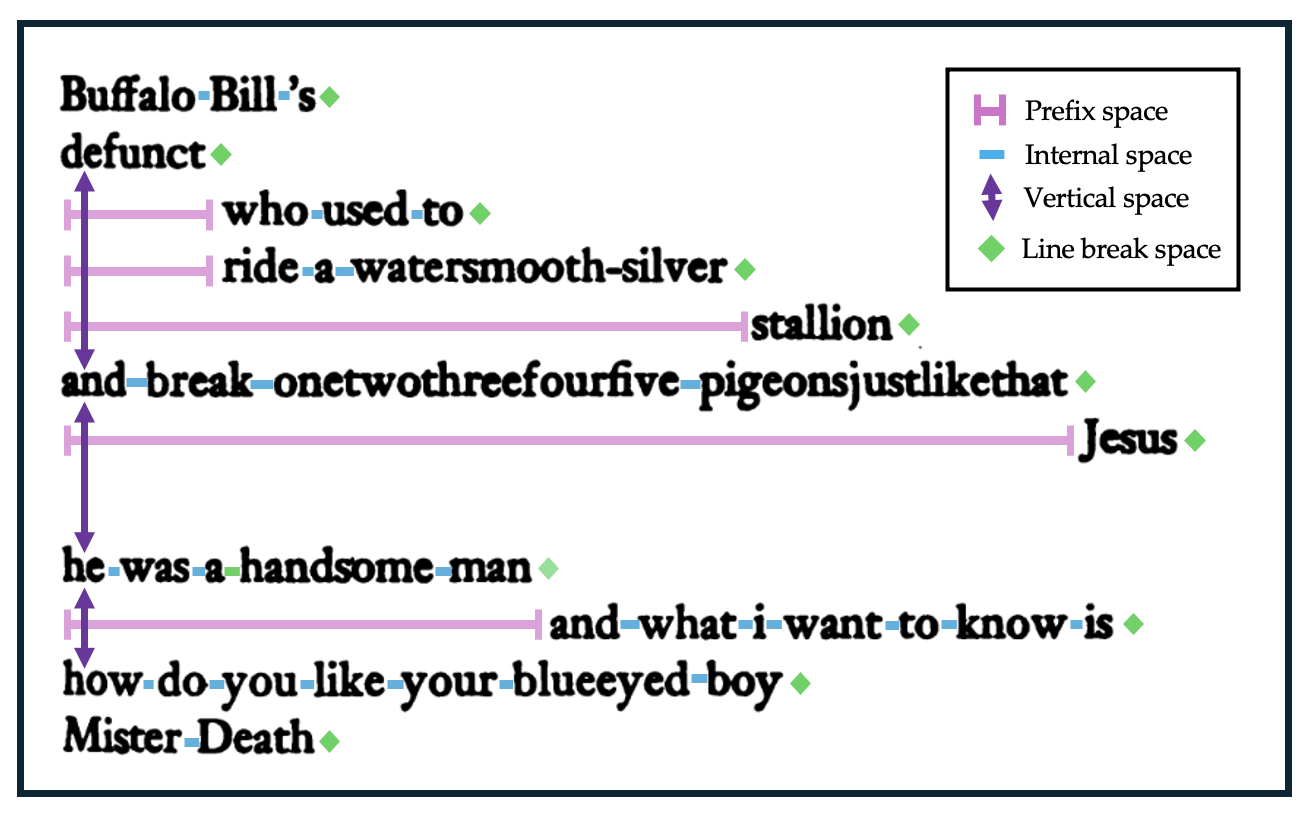 Buffalo Bill 's
defunct
who used to
ride a watersmooth-silver
stallion
and break onetwothreefourfive pigeonsjustlikethat
Jesus
he was a handsome man
and what i want to know is
how do you like your blueeyed boy
Mister Death
Prefix space
Internal space
Vertical space
Line break space